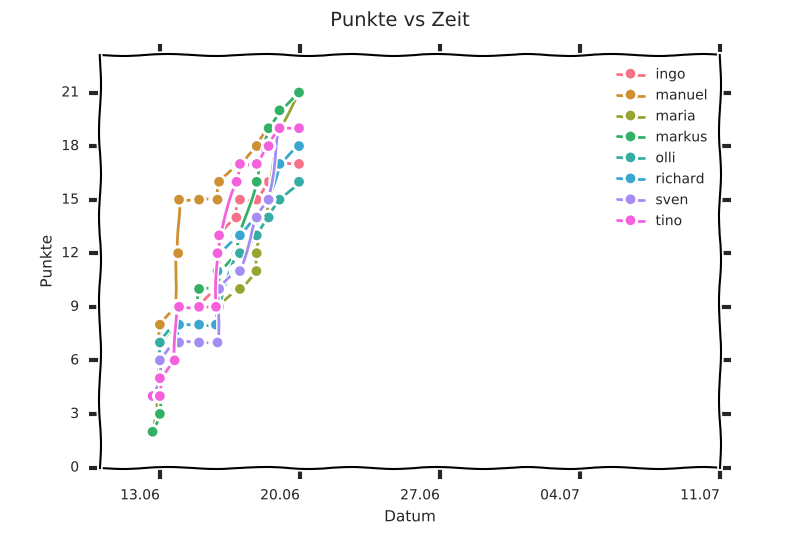 Punkte vs Zeit
ingo
manuel
maria
markus
olli
richard
sven
tino
21
18
15
12
9
6
3
0
Punkte
13.06
20.06
27.06
04.07
11.07
Datum